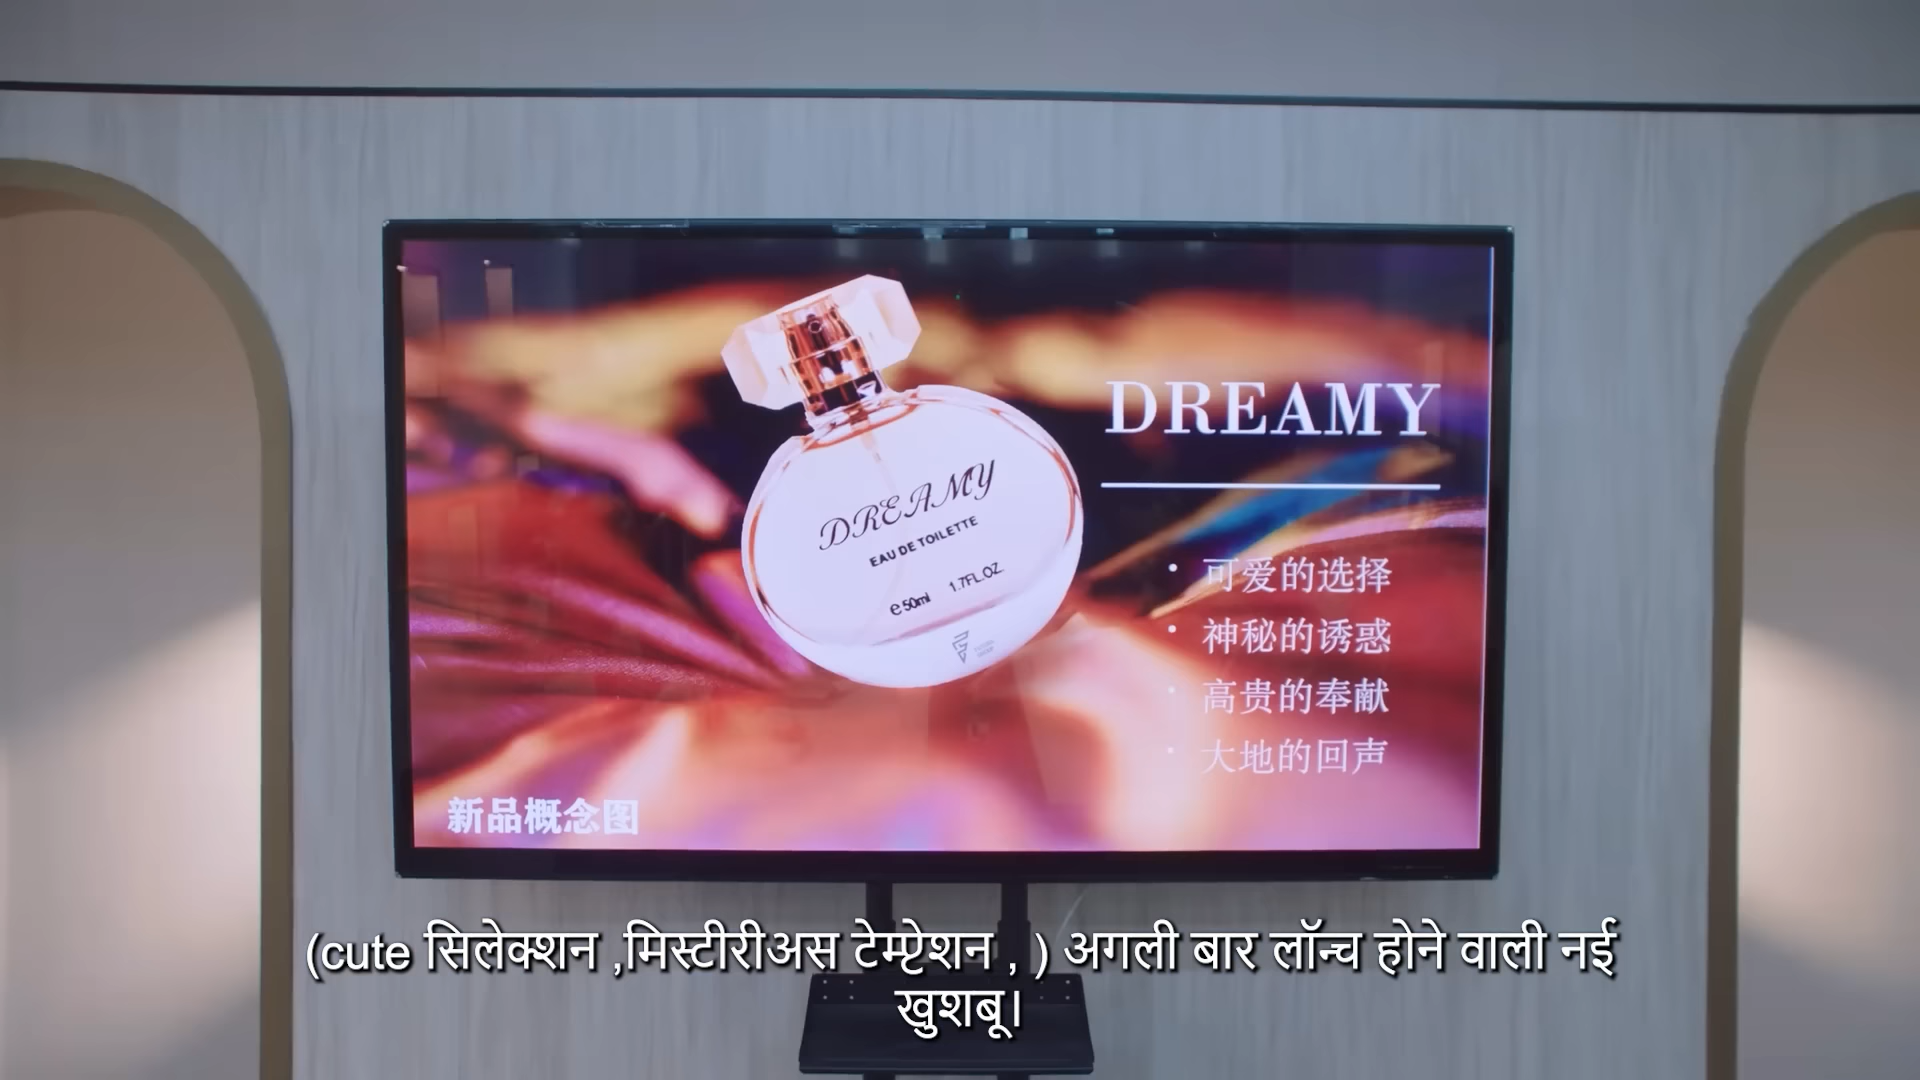 DREAMY
DREAMY
EAU DE TOILETTE
e 50ml 1.7FL.OZ.
· 可爱的选择
· 神秘的诱惑
· 高贵的奉献
· 大地的回声
新品概念图
(cute सिलेक्शन ,मिस्टीरीअस टेम्प्टेशन , ) अगली बार लॉन्च होने वाली नई
खुशबू।